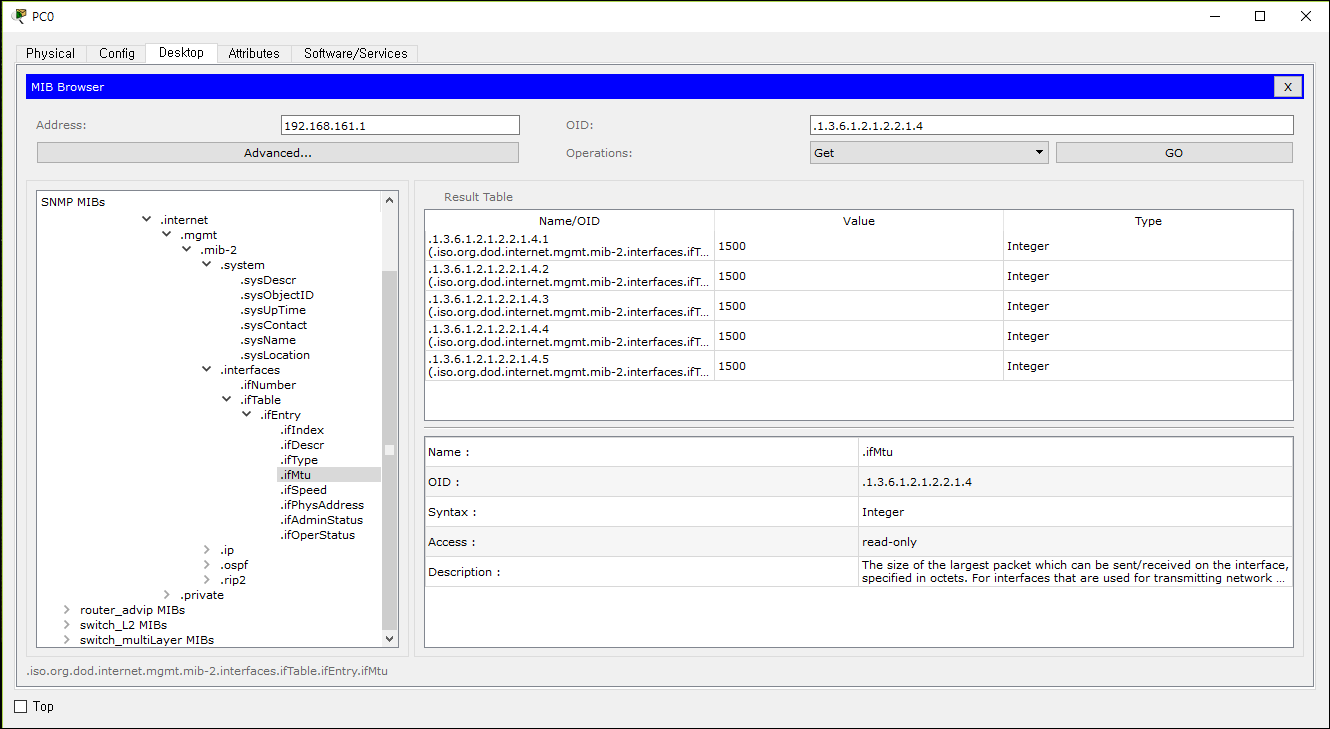 PC0
Physical Config Desktop Attributes Software/Services
MIB Browser X
Address: 192.168.161.1 OID: .1.3.6.1.2.1.2.2.1.4
Advanced... Operations: Get GO
SNMP MIBs
.internet
.mgmt
.mib-2
.system
.sysDescr
.sysObjectID
.sysUpTime
.sysContact
.sysName
.sysLocation
.interfaces
.ifNumber
.ifTable
.ifEntry
.ifIndex
.ifDescr
.ifType
.ifMtu
.ifSpeed
.ifPhysAddress
.ifAdminStatus
.ifOperStatus
.ip
.ospf
.rip2
.private
router_advip MIBs
switch_L2 MIBs
switch_multiLayer MIBs
Result Table
Name/OID Value Type
.1.3.6.1.2.1.2.2.1.4.1
(.iso.org.dod.internet.mgmt.mib-2.interfaces.ifT... 1500 Integer
.1.3.6.1.2.1.2.2.1.4.2
(.iso.org.dod.internet.mgmt.mib-2.interfaces.ifT... 1500 Integer
.1.3.6.1.2.1.2.2.1.4.3
(.iso.org.dod.internet.mgmt.mib-2.interfaces.ifT... 1500 Integer
.1.3.6.1.2.1.2.2.1.4.4
(.iso.org.dod.internet.mgmt.mib-2.interfaces.ifT... 1500 Integer
.1.3.6.1.2.1.2.2.1.4.5
(.iso.org.dod.internet.mgmt.mib-2.interfaces.ifT... 1500 Integer
Name : .ifMtu
OID : .1.3.6.1.2.1.2.2.1.4
Syntax : Integer
Access : read-only
Description : The size of the largest packet which can be sent/received on the interface,
specified in octets. For interfaces that are used for transmitting network ...
.iso.org.dod.internet.mgmt.mib-2.interfaces.ifTable.ifEntry.ifMtu
Top